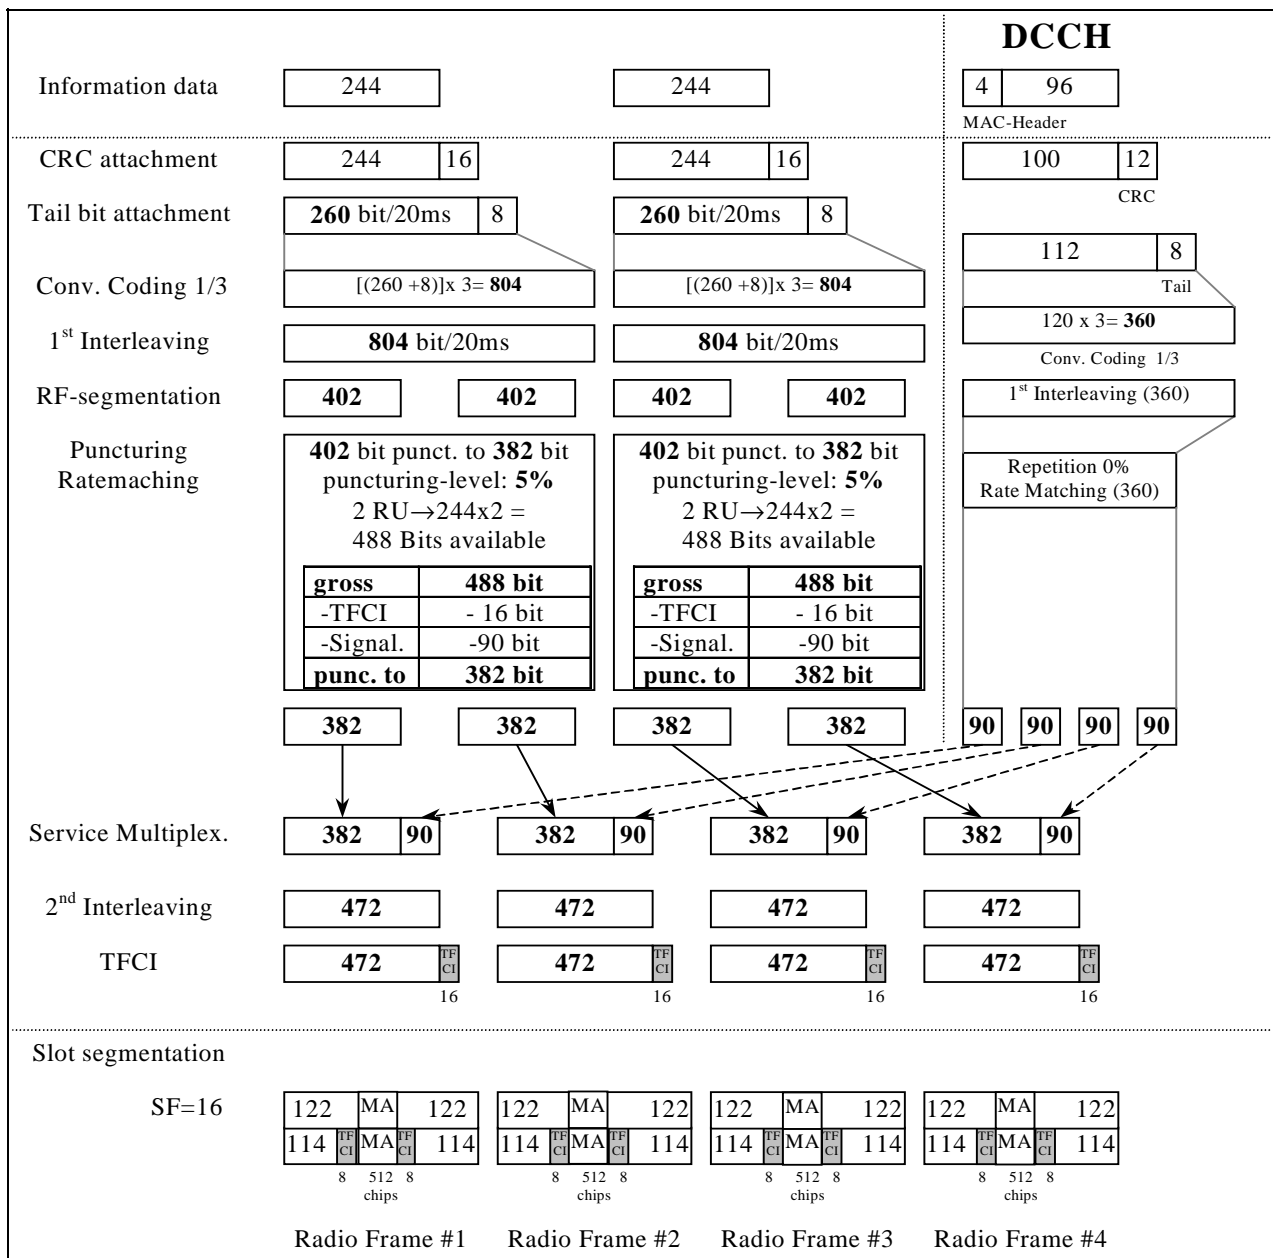 DCCH
Information data 244 244 4 96
MAC-Header
CRC attachment 244 16 244 16 100 12
CRC
Tail bit attachment 260 bit/20ms 8 260 bit/20ms 8
112 8
Tail
Conv. Coding 1/3 [(260 +8)]x 3= 804 [(260 +8)]x 3= 804
120 x 3= 360
Conv. Coding 1/3
1st Interleaving 804 bit/20ms 804 bit/20ms
RF-segmentation 402 402 402 402 1st Interleaving (360)
Puncturing
Ratemaching
402 bit punct. to 382 bit
puncturing-level: 5%
2 RU→244x2 =
488 Bits available
gross 488 bit
-TFCI - 16 bit
-Signal. -90 bit
punc. to 382 bit
402 bit punct. to 382 bit
puncturing-level: 5%
2 RU→244x2 =
488 Bits available
gross 488 bit
-TFCI - 16 bit
-Signal. -90 bit
punc. to 382 bit
Repetition 0%
Rate Matching (360)
382 382 382 382 90 90 90 90
Service Multiplex. 382 90 382 90 382 90 382 90
2nd Interleaving 472 472 472 472
TFCI 472 TF CI 472 TF CI 472 TF CI 472 TF CI
16 16 16 16
Slot segmentation
SF=16 122 MA 122 122 MA 122 122 MA 122 122 MA 122
114 TF CI MA TF CI 114 114 TF CI MA TF CI 114 114 TF CI MA TF CI 114 114 TF CI MA TF CI 114
8 512 8 8 512 8 8 512 8 8 512 8
chips chips chips chips
Radio Frame #1 Radio Frame #2 Radio Frame #3 Radio Frame #4